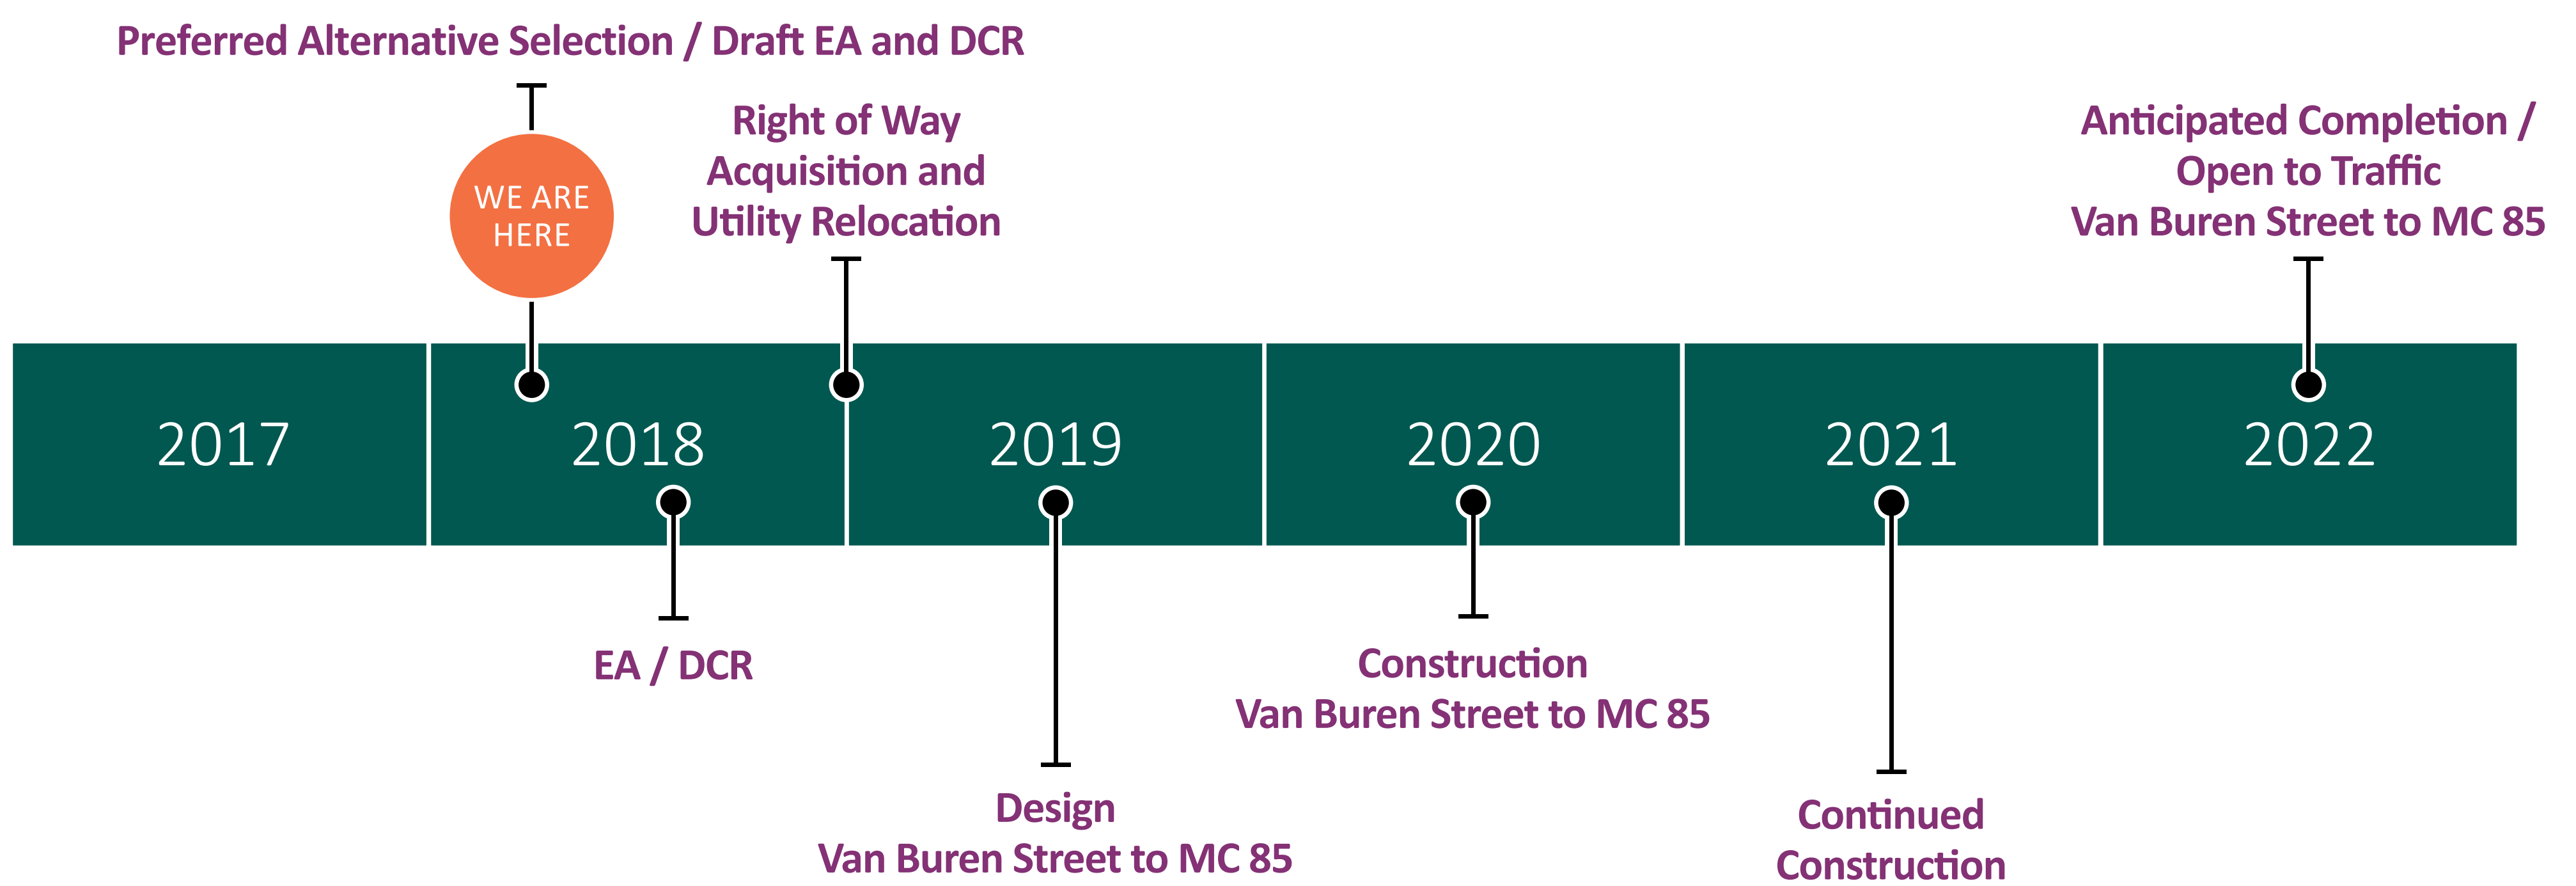 Preferred Alternative Selection / Draft EA and DCR
WE ARE
HERE
Right of Way
Acquisition and
Utility Relocation
Anticipated Completion /
Open to Traffic
Van Buren Street to MC 85
2017
2018
2019
2020
2021
2022
EA / DCR
Design
Van Buren Street to MC 85
Construction
Van Buren Street to MC 85
Continued
Construction